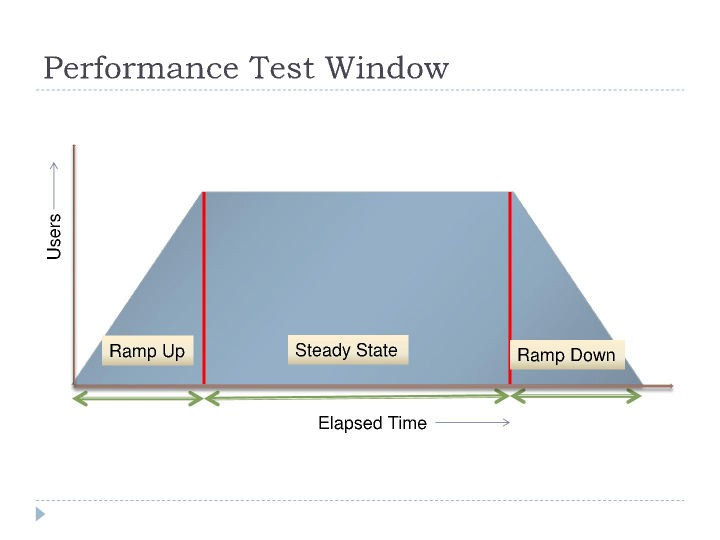 Performance Test Window
Users
Ramp Up
Steady State
Ramp Down
Elapsed Time